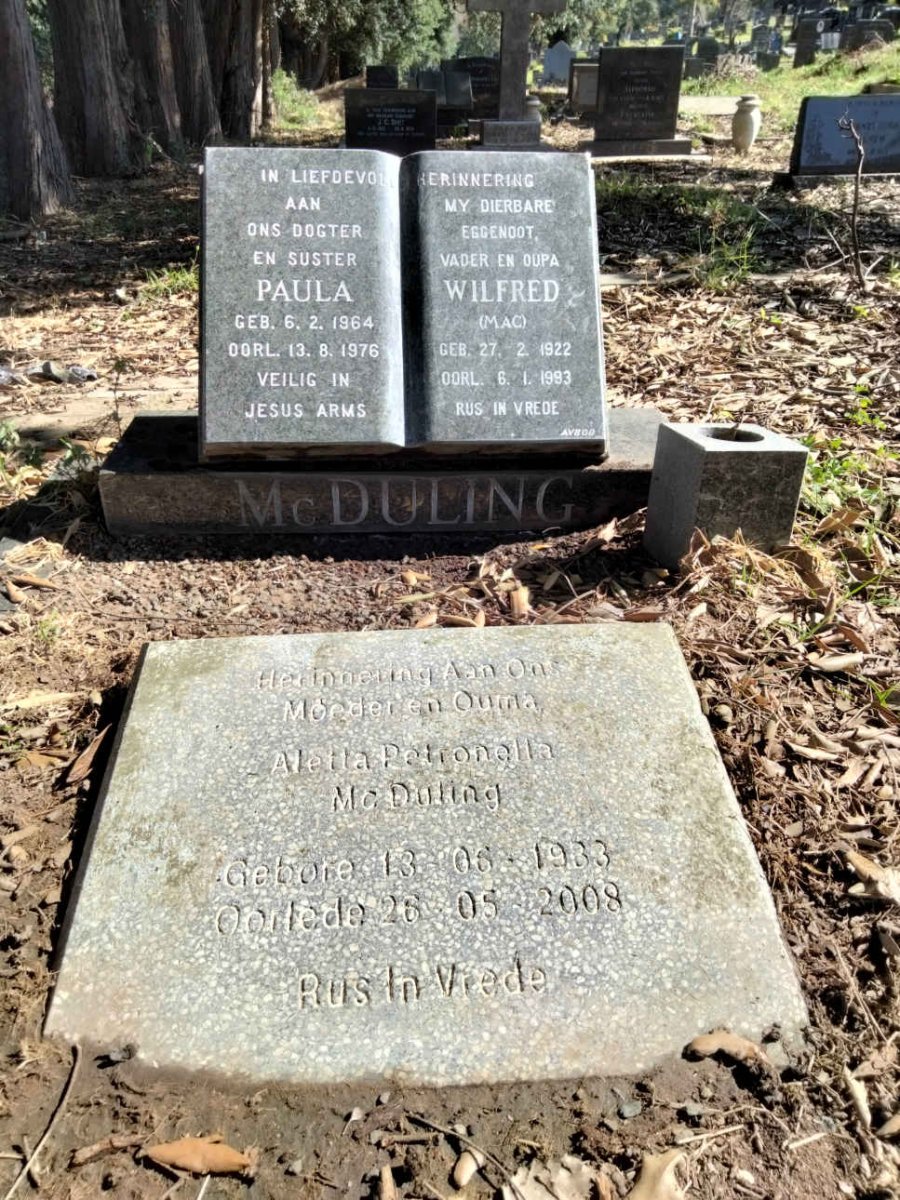 IN LIEFDEVOL HERINNERING
AAN
ONS DOGTER
EN SUSTER
PAULA
GEB. 6. 2. 1964
OORL. 13. 8. 1976
VEILIG IN
JESUS ARMS
MY DIERBARE
EGGENOOT,
VADER EN OUPA
WILFRED
(MAC)
GEB. 27. 2. 1922
OORL. 6. 1. 1993
RUS IN VREDE
AVBOB
McDULING
Herinnering Aan Ons
Moeder en Ouma
Aletta Petronella
Mc Duling
Gebore 13 - 06 - 1933
Oorlede 26 - 05 - 2008
Rus In Vrede